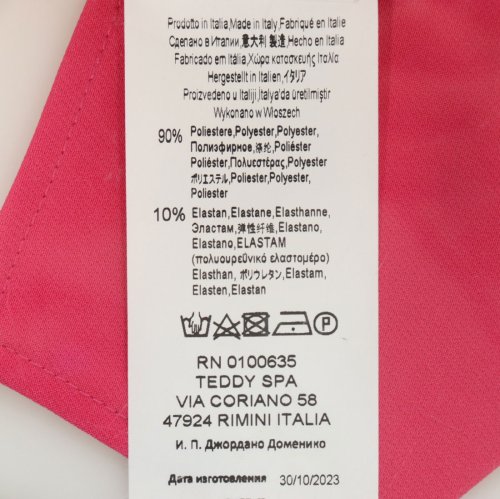 Prodotto in Italia,Made in Italy,Fabriqué en Italie
Сделано в Италии,意大利 製造,Hecho en Italia
Fabricado em Itália,Χώρα κατασκευής Ιταλία
Hergestellt in Italien,イタリア
Proizvedeno u Italiji,Italya'da üretilmiştir
Wykonano w Włoszech
90% Poliestere,Polyester,Polyester,
Полиэфирное,涤纶,Poliéster
Poliéster,Πολυεστέρας,Polyester
ポリエステル,Poliester,Polyester
Poliester
10% Elastan,Elastane,Elasthanne,
Эластам,弹性纤维,Elastano,
Elastano,ELASTAM
(πολυουρεθνικό ελαστομέρα)
Elasthan, ポリウレタン, Elastam,
Elasten,Elastan
RN 0100635
TEDDY SPA
VIA CORIANO 58
47924 RIMINI ITALIA
И. П. Джордано Доменико
Дата изготовления 30/10/2023